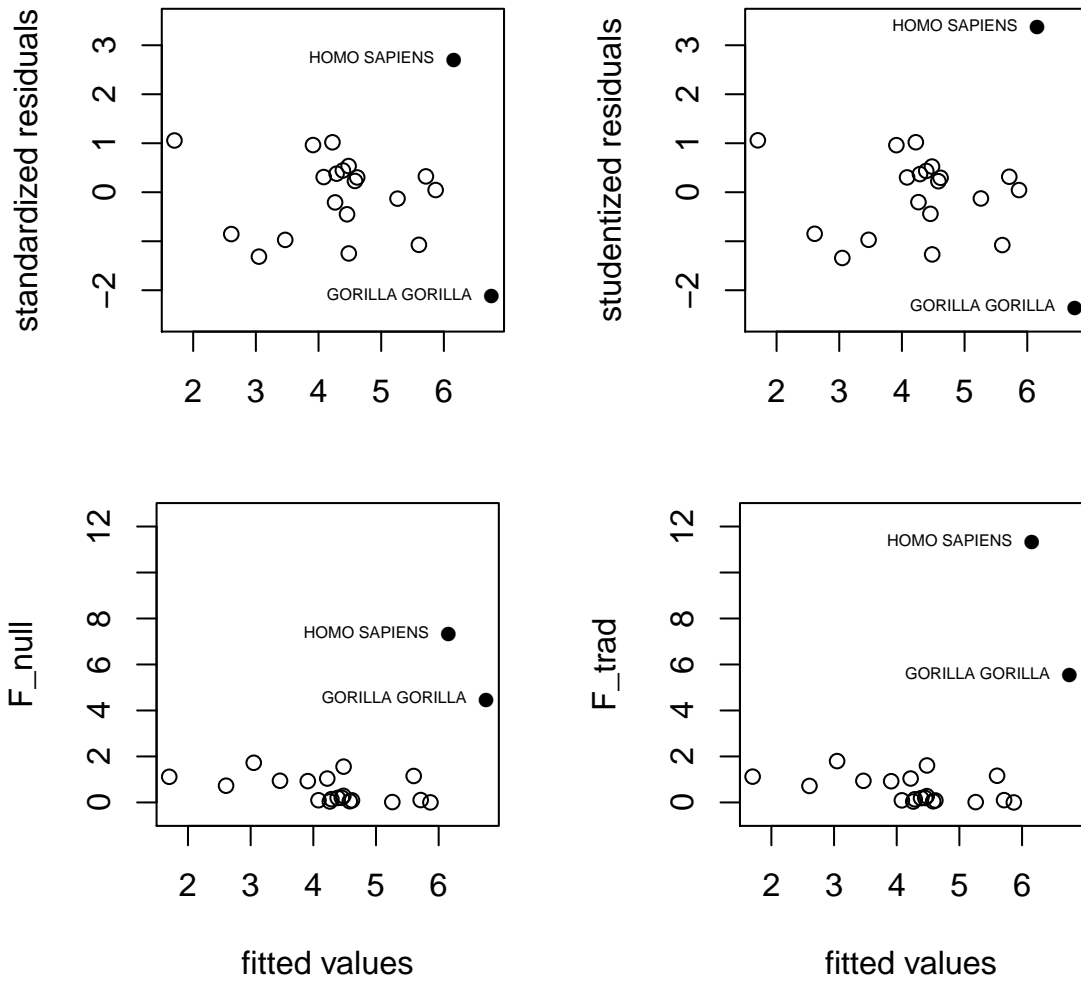 standardized residuals
3
2
1
0
−2
HOMO SAPIENS
GORILLA GORILLA
2 3 4 5 6
studentized residuals
3
2
1
0
−2
HOMO SAPIENS
GORILLA GORILLA
2 3 4 5 6
F_null
12
8
6
4
2
0
HOMO SAPIENS
GORILLA GORILLA
2 3 4 5 6
fitted values
F_trad
12
8
6
4
2
0
HOMO SAPIENS
GORILLA GORILLA
2 3 4 5 6
fitted values